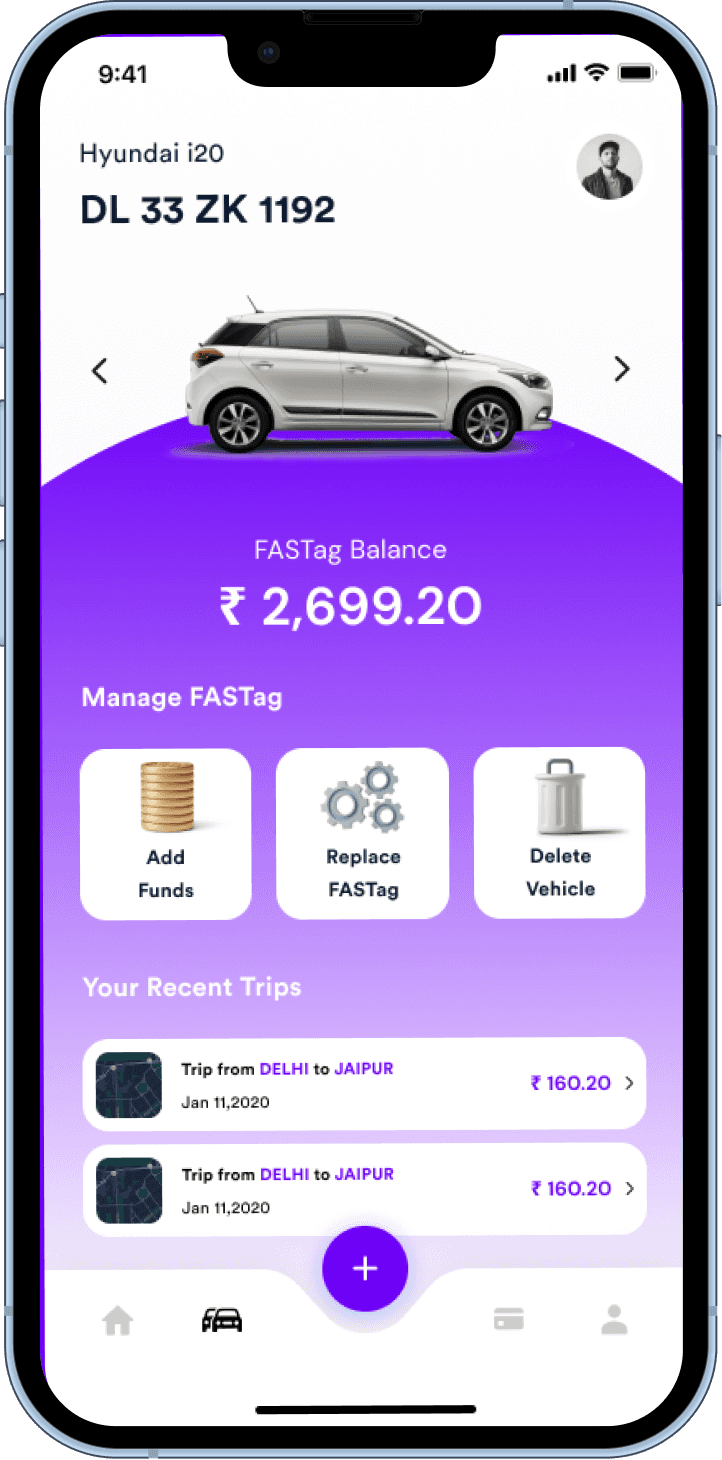 9:41
Hyundai i20
DL 33 ZK 1192
FASTag Balance
₹ 2,699.20
Manage FASTag
Add
Funds
Replace
FASTag
Delete
Vehicle
Your Recent Trips
Trip from DELHI to JAIPUR
Jan 11,2020
₹ 160.20
Trip from DELHI to JAIPUR
Jan 11,2020
₹ 160.20